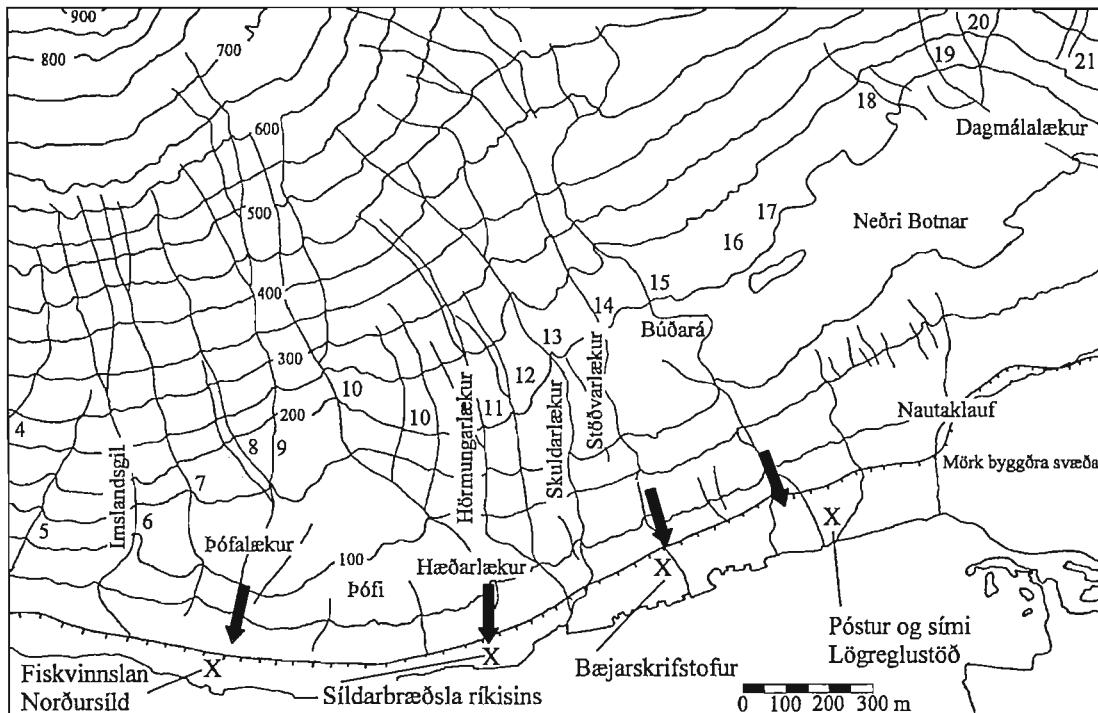 900
800
700
600
500
400
300
200
100
20
19
21
18
Dagmálalækur
17
16
Neðri Botnar
15
14
Búðará
13
12
11
10
10
9
8
7
6
5
4
Imslandsgil
Hörmungarlækur
Skuldarlækur
Stöðvarlækur
Nautaklauf
Mörk byggðra svæða
Þófalækur
Þófi
Hæðarlækur
X
X
X
X
Fiskvinnslan
Norðursíld
Síldarbræðsla ríkisins
Bæjarskrifstofur
Póstur og sími
Lögreglustöð
0 100 200 300 m